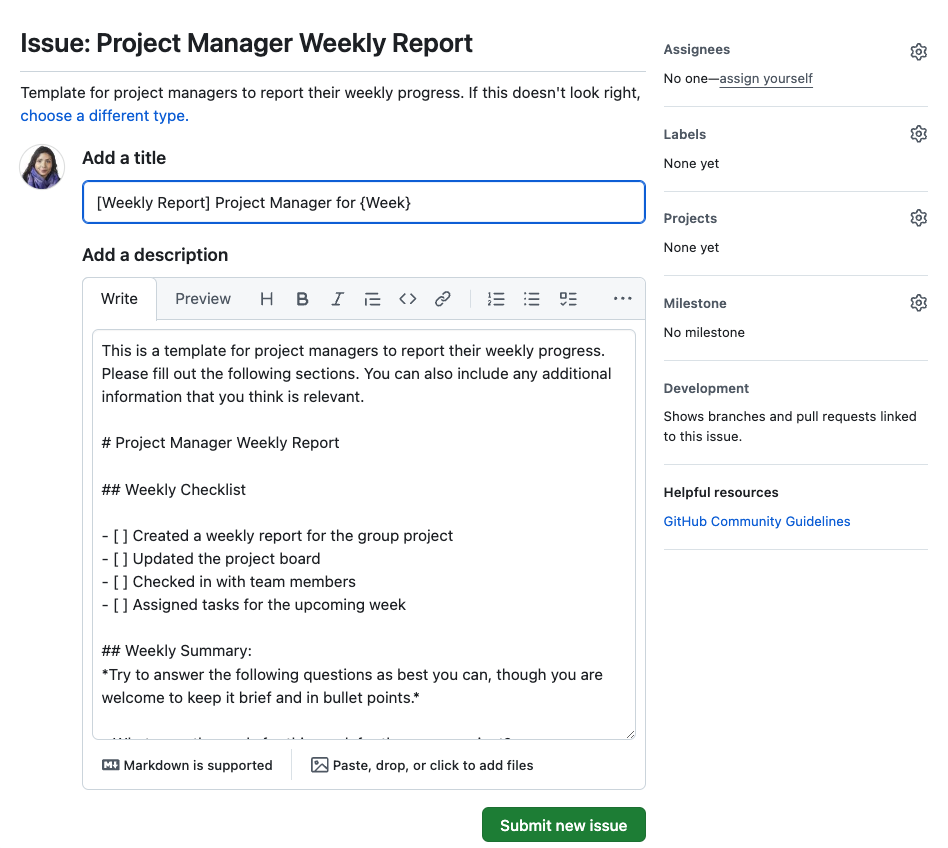 Issue: Project Manager Weekly Report
Template for project managers to report their weekly progress. If this doesn't look right,
choose a different type.
Add a title
[Weekly Report] Project Manager for {Week}
Add a description
Write Preview
This is a template for project managers to report their weekly progress.
Please fill out the following sections. You can also include any additional
information that you think is relevant.
# Project Manager Weekly Report
## Weekly Checklist
- [ ] Created a weekly report for the group project
- [ ] Updated the project board
- [ ] Checked in with team members
- [ ] Assigned tasks for the upcoming week
## Weekly Summary:
*Try to answer the following questions as best you can, though you are
welcome to keep it brief and in bullet points.*
Markdown is supported
Paste, drop, or click to add files
Submit new issue
Assignees
No one—assign yourself
Labels
None yet
Projects
None yet
Milestone
No milestone
Development
Shows branches and pull requests linked
to this issue.
Helpful resources
GitHub Community Guidelines